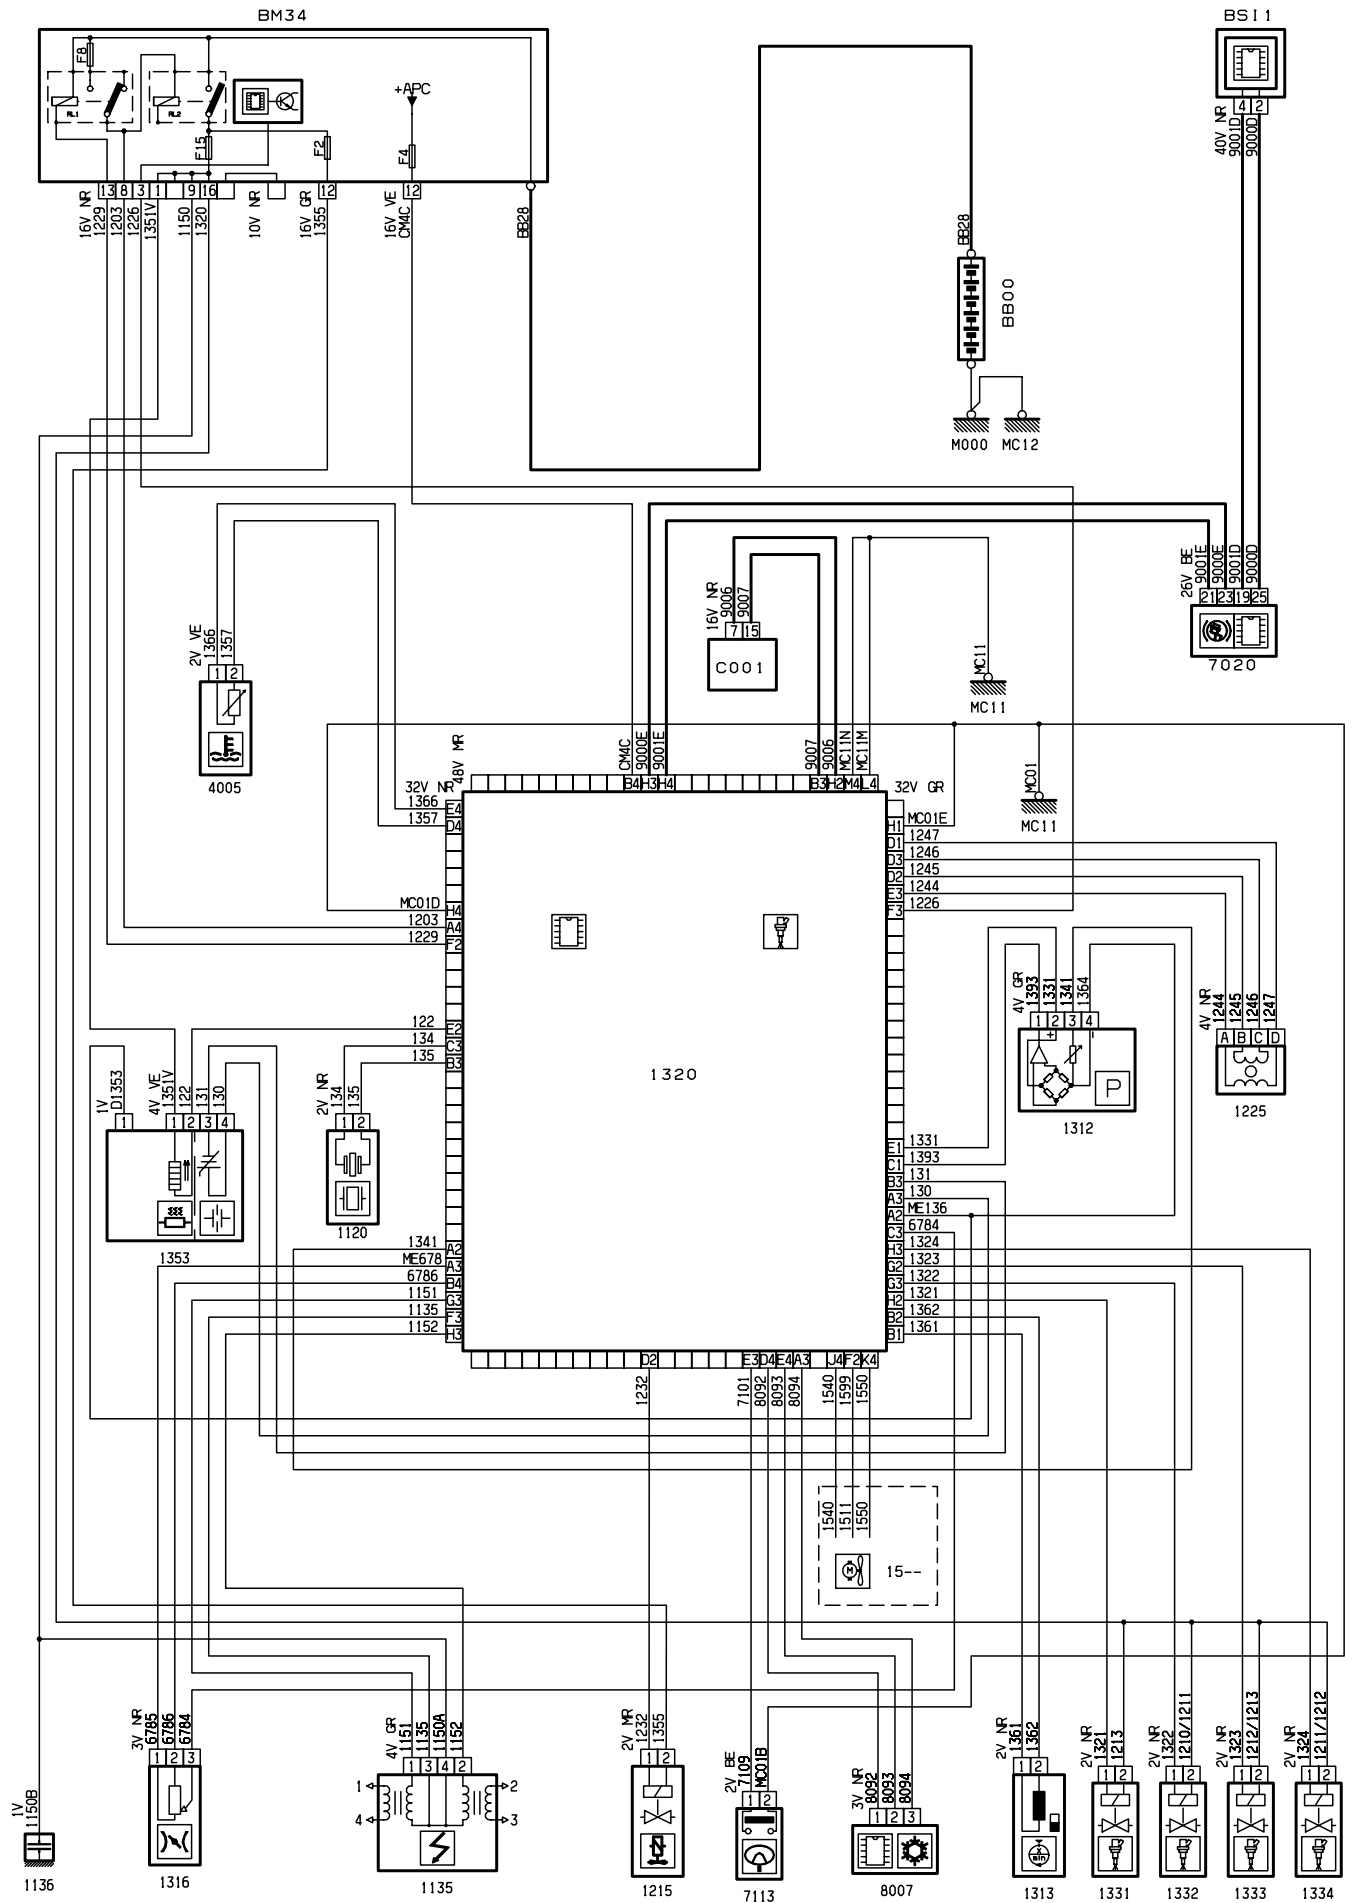 BM34
BSI1
F8
RL1
RL2
+APC
F15
F2
F4
13 8 3 1 9 16 12 12
16V NR
1229
1203
1226
1351V
1150
1320
10V NR
16V GR
1355
16V VE
CM4C
BB28
4 2
40V NR
9001D
9000D
BB28
BB00
M000 MC12
26V BE
9001E
9000E
9001D
9000D
21 23 19 25
7020
16V NR
9006
9007
7 15
C001
MC11
MC11
2V VE
1366
1357
1 2
4005
48V MR
CM4C
9000E
9001E
9007
9006
MC11N
MC11M
B4 H3 H4 B3 H2 M4 L4
MC01
MC11
32V NR
32V GR
1366 E4
1357 D4
MC01D H4
1203 A4
1229 F2
122 E2
134 C3
135 B3
1341 A2
ME678 A3
6786 B4
1151 G3
1135 F3
1152 H3
1320
H1 MC01E
D1 1247
D3 1246
D2 1245
E3 1244
F3 1226
E1 1331
C1 1393
B3 131
A3 130
A2 ME136
C3 6784
H3 1324
G2 1323
G3 1322
H2 1321
B2 1362
B1 1361
4V GR
1393
1331
1341
1364
1 2 3 4
+ -
P
1312
4V NR
1244
1245
1246
1247
A B C D
1225
1V
D1353
1
4V VE
1351V
122
131
130
1 2 3 4
1353
2V NR
134
135
1 2
1120
D2 E3 D4 E4 A3 J4 F2 K4
1232
7101
8092
8093
8094
1540
1599
1550
1540
1511
1550
M
15--
1V
1150B
1136
3V NR
6785
6786
6784
1 2 3
1316
4V GR
1151
1135
1150A
1152
1 3 4 2
1 2
4 3
1135
2V MR
1232
1355
1 2
1215
2V BE
7109
MC01B
1 2
7113
3V NR
8092
8093
8094
1 2 3
8007
2V NR
1361
1362
1 2
min
1313
2V NR
1321
1213
1 2
1331
2V NR
1322
1210/1211
1 2
1332
2V NR
1323
1212/1213
1 2
1333
2V NR
1324
1211/1212
1 2
1334